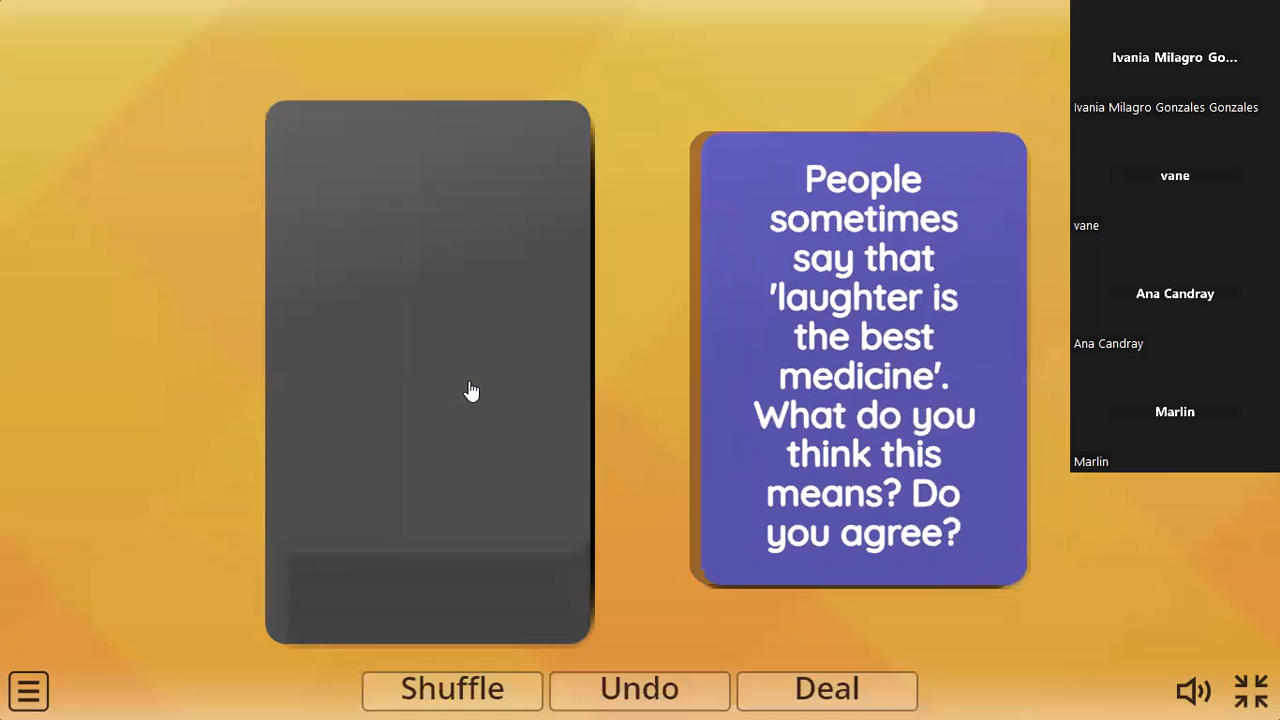 People
sometimes
say that
'laughter is
the best
medicine'.
What do you
think this
means? Do
you agree?
Shuffle
Undo
Deal
Ivania Milagro Go...
Ivania Milagro Gonzales Gonzales
vane
vane
Ana Candray
Ana Candray
Marlin
Marlin